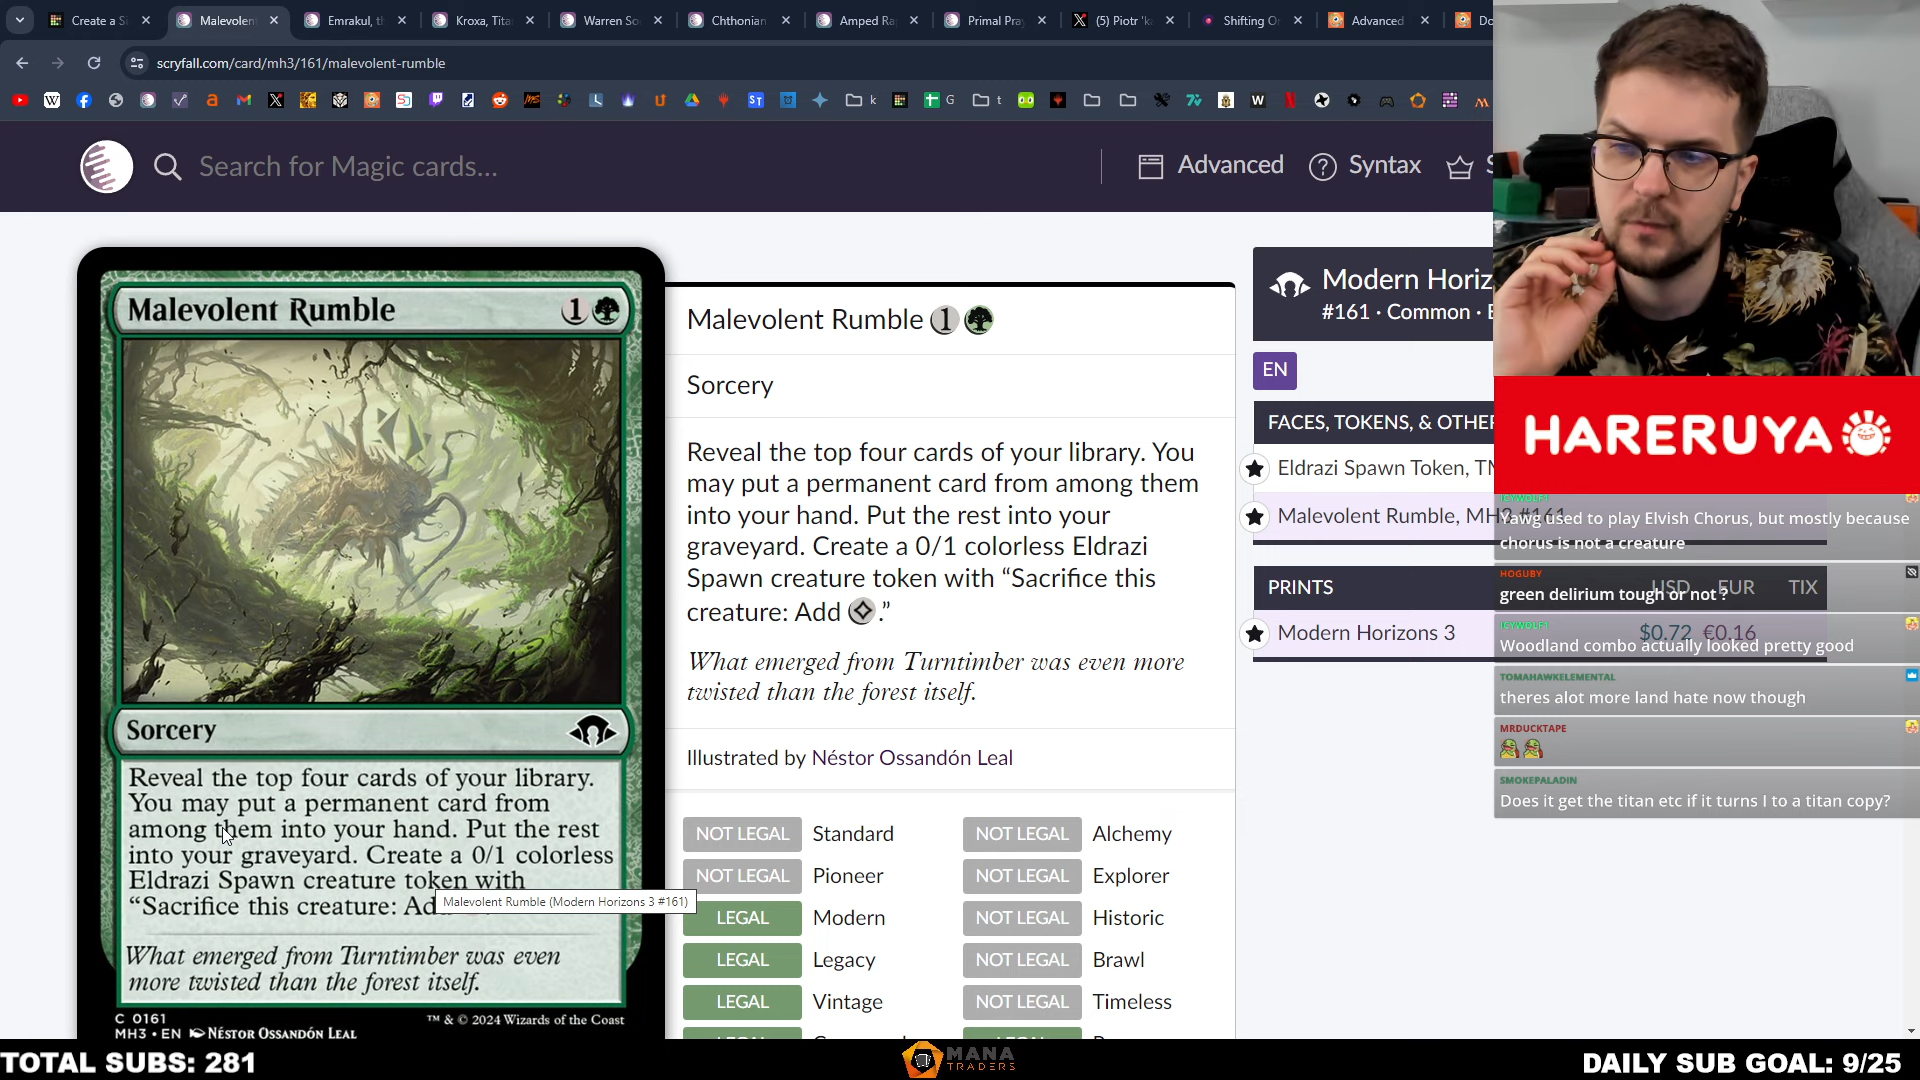 Create a S
Malevolent
Emrakul, th
Kroxa, Tita
Warren So
Chthonian
Amped Ra
Primal Pray
(5) Piotr 'k
Shifting O
Advanced
Do
scryfall.com/card/mh3/161/malevolent-rumble
k
G
t
Search for Magic cards...
Advanced
Syntax
S
Malevolent Rumble 1
Sorcery
Reveal the top four cards of your library.
You may put a permanent card from
among them into your hand. Put the rest
into your graveyard. Create a 0/1 colorless
Eldrazi Spawn creature token with
“Sacrifice this creature: Ad
Malevolent Rumble (Modern Horizons 3 #161)
What emerged from Turntimber was even
more twisted than the forest itself.
C 0161
MH3 • EN NÉSTOR OSSANDÓN LEAL
™ & © 2024 Wizards of the Coast
Malevolent Rumble 1
Sorcery
Reveal the top four cards of your library. You
may put a permanent card from among them
into your hand. Put the rest into your
graveyard. Create a 0/1 colorless Eldrazi
Spawn creature token with “Sacrifice this
creature: Add .”
What emerged from Turntimber was even more
twisted than the forest itself.
Illustrated by Néstor Ossandón Leal
NOT LEGAL Standard
NOT LEGAL Alchemy
NOT LEGAL Pioneer
NOT LEGAL Explorer
LEGAL Modern
NOT LEGAL Historic
LEGAL Legacy
NOT LEGAL Brawl
LEGAL Vintage
NOT LEGAL Timeless
Modern Horiz
#161 · Common · E
EN
FACES, TOKENS, & OTHER
Eldrazi Spawn Token, TM
Malevolent Rumble, MH3 #161
PRINTS USD EUR TIX
Modern Horizons 3 $0.72 €0.16
HARERUYA
ICYWOLF1
Yawg used to play Elvish Chorus, but mostly because
chorus is not a creature
HOGUBY
green delirium tough or not ?
ICYWOLF1
Woodland combo actually looked pretty good
TOMAHAWKELEMENTAL
theres alot more land hate now though
MRDUCKTAPE
SMOKEPALADIN
Does it get the titan etc if it turns I to a titan copy?
TOTAL SUBS: 281
MANA
TRADERS
DAILY SUB GOAL: 9/25